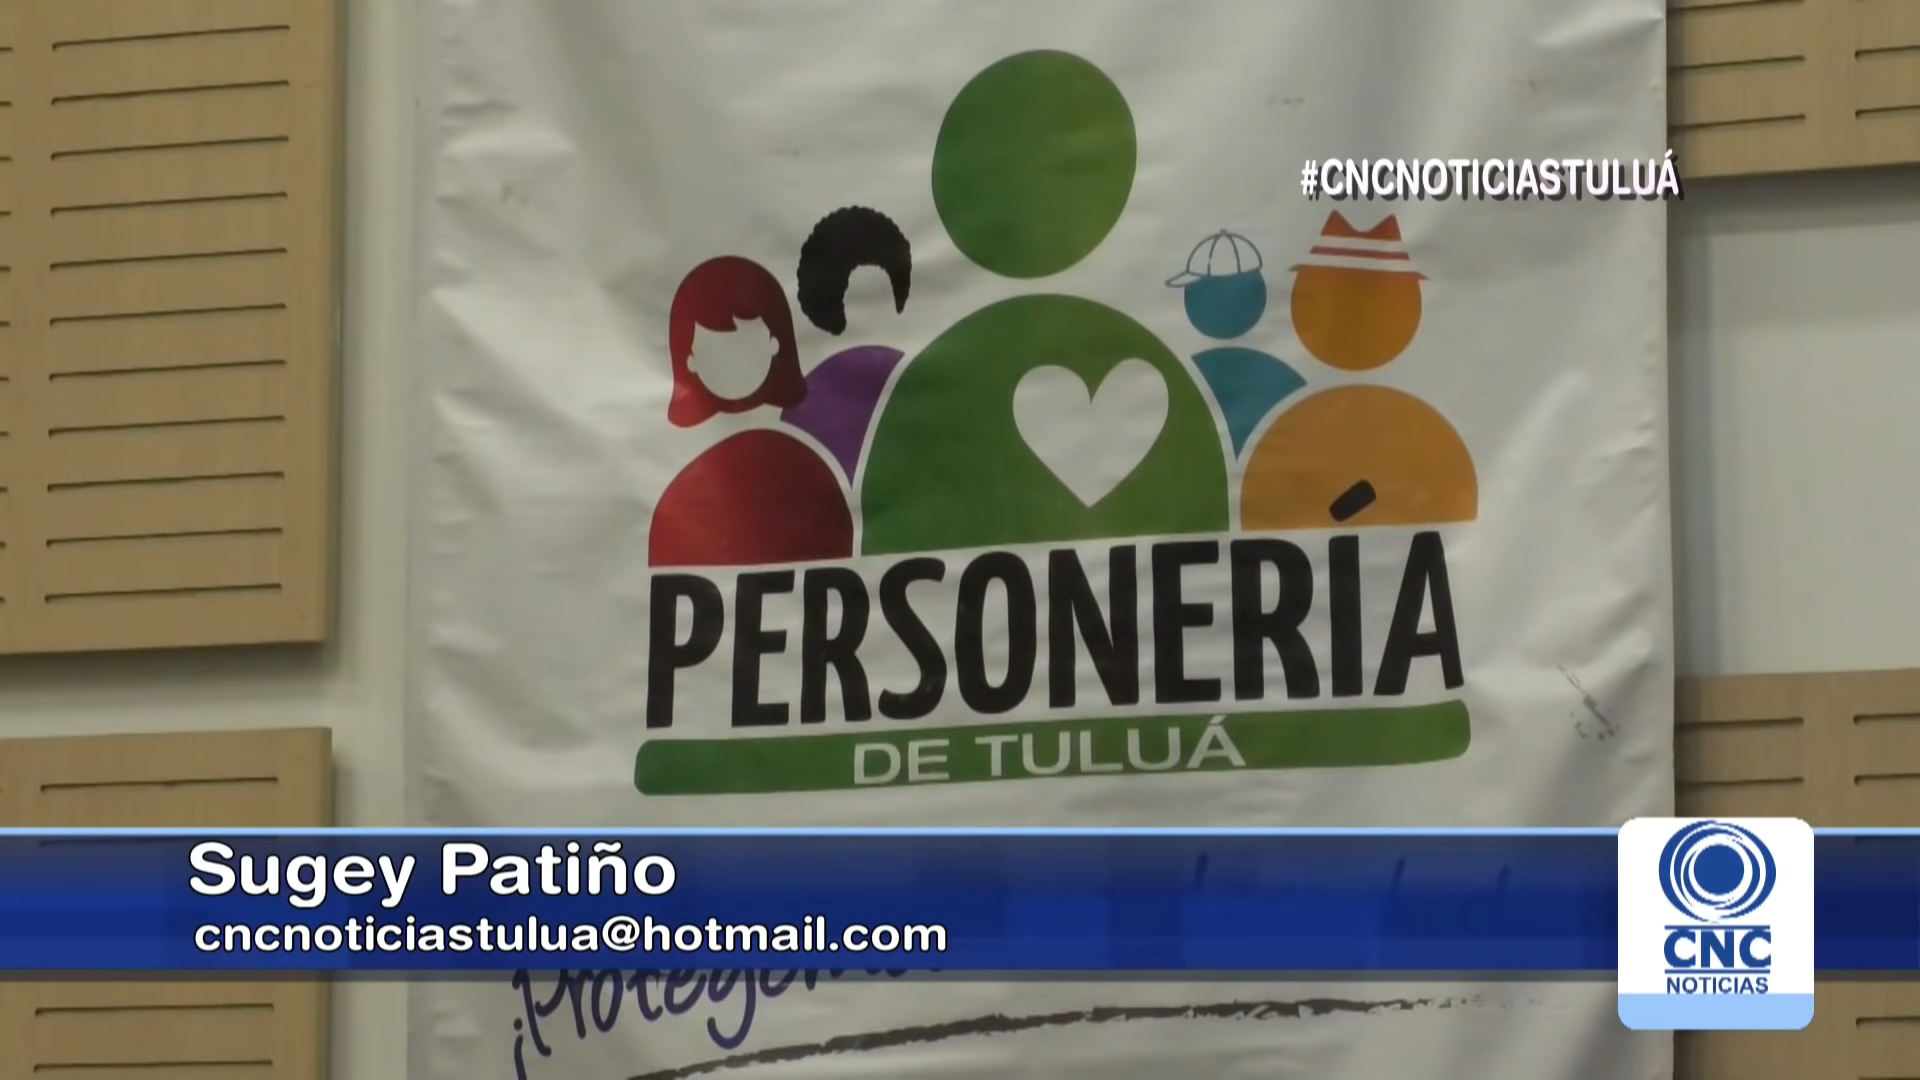 #CNCNOTICIASTULUÁ
PERSONERÍA
DE TULUÁ
Sugey Patiño
cncnoticiastulua@hotmail.com
CNC
NOTICIAS